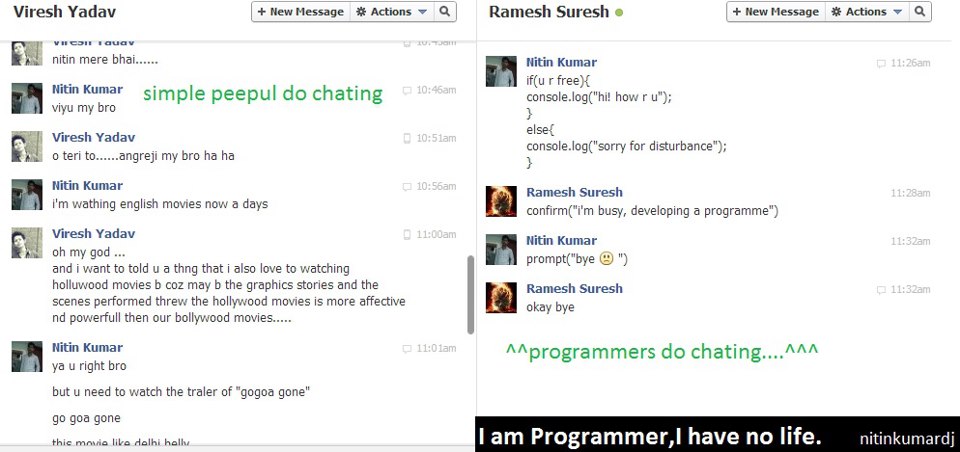 Viresh Yadav
+ New Message
Actions
Viresh Yadav
10:45am
nitin mere bhai......
Nitin Kumar
10:46am
viyu my bro
simple peepul do chating
Viresh Yadav
10:51am
o teri to......angreji my bro ha ha
Nitin Kumar
10:56am
i'm wathing english movies now a days
Viresh Yadav
11:00am
oh my god ...
and i want to told u a thng that i also love to watching
holluwood movies b coz may b the graphics stories and the
scenes performed threw the hollywood movies is more affective
nd powerfull then our bollywood movies.....
Nitin Kumar
11:01am
ya u right bro
but u need to watch the traler of "gogoa gone"
go goa gone
this movie like delhi belly
Ramesh Suresh
+ New Message
Actions
Nitin Kumar
11:26am
if(u r free){
console.log("hi! how r u");
}
else{
console.log("sorry for disturbance");
}
Ramesh Suresh
11:28am
confirm("i'm busy, developing a programme")
Nitin Kumar
11:32am
prompt("bye 🙁 ")
Ramesh Suresh
11:32am
okay bye
^^programmers do chating....^^^
I am Programmer,I have no life.
nitinkumardj